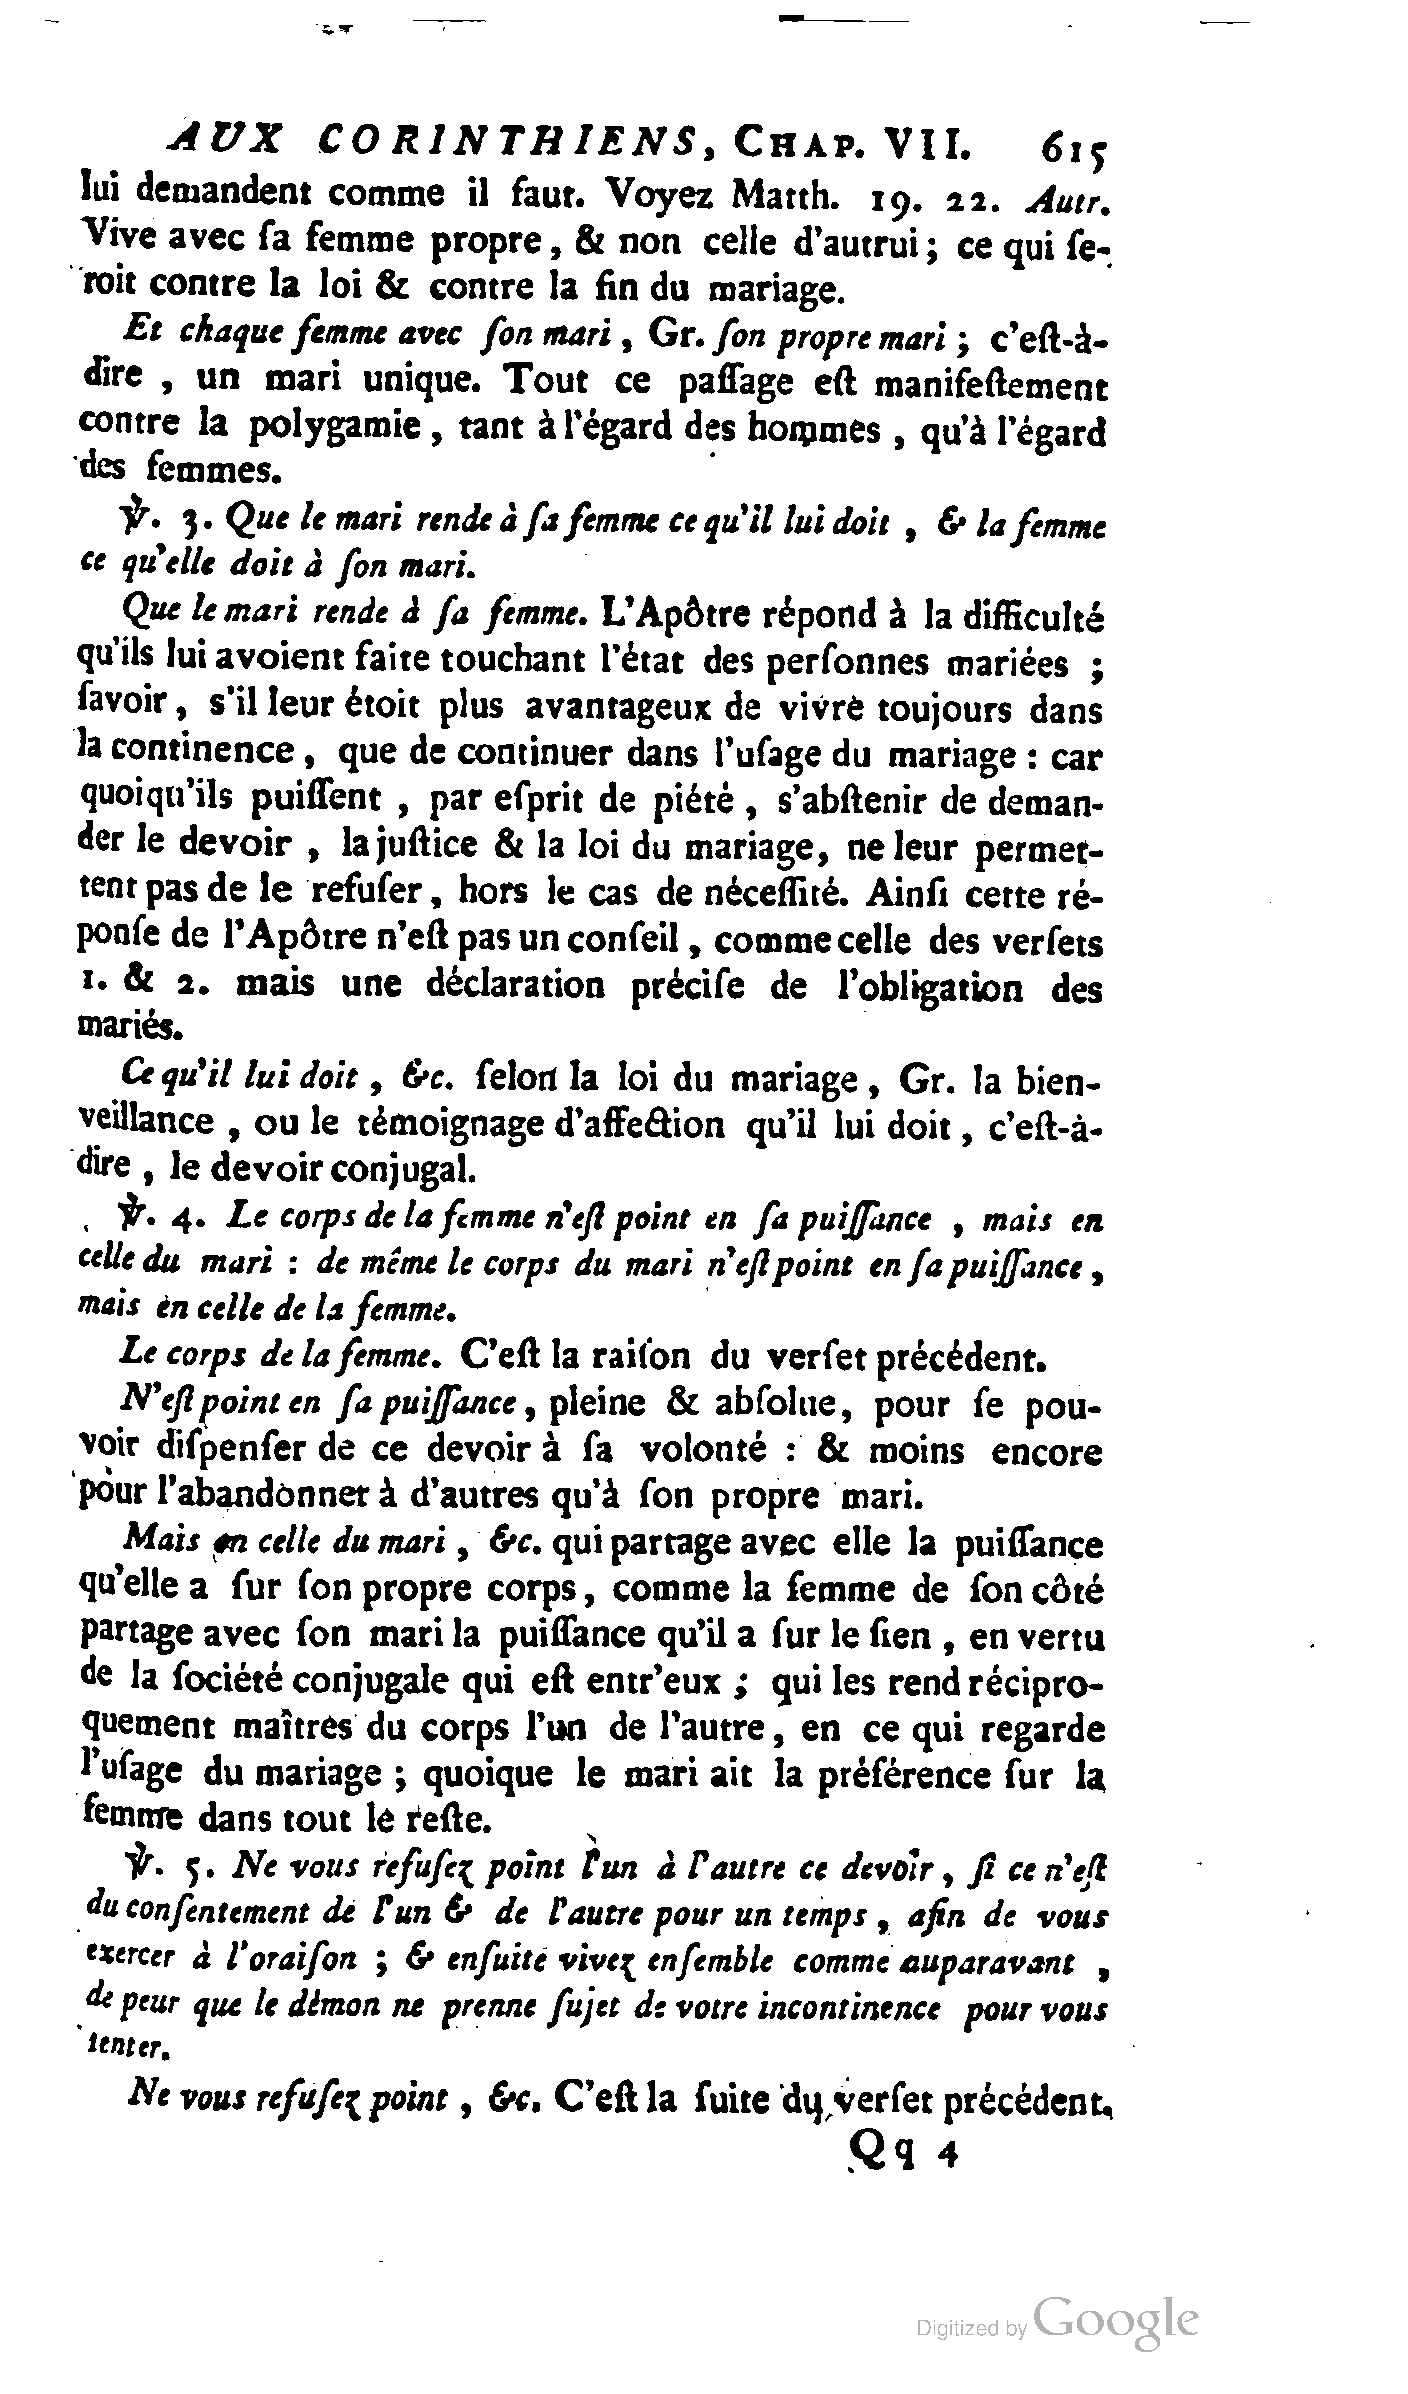 AUX CORINTHIENS, CHAP. VII. 615
lui demandent comme il faut. Voyez Matth. 19. 22. Autr.
Vive avec ſa femme propre, & non celle d'autrui; ce qui ſe-
roit contre la loi & contre la fin du mariage.
Et chaque femme avec ſon mari, Gr. ſon propre mari; c'eſt-à-
dire, un mari unique. Tout ce paſſage eſt manifeſtement
contre la polygamie, tant à l'égard des hommes, qu'à l'égard
des femmes.
℣. 3. Que le mari rende à ſa femme ce qu'il lui doit, & la femme
ce qu'elle doit à ſon mari.
Que le mari rende à ſa femme. L'Apôtre répond à la difficulté
qu'ils lui avoient faite touchant l'état des perſonnes mariées;
ſavoir, s'il leur étoit plus avantageux de vivre toujours dans
la continence, que de continuer dans l'uſage du mariage : car
quoiqu'ils puiſſent, par eſprit de piété, s'abſtenir de deman-
der le devoir, la juſtice & la loi du mariage, ne leur permet-
tent pas de le refuſer, hors le cas de néceſſité. Ainſi cette ré-
ponſe de l'Apôtre n'eſt pas un conſeil, comme celle des verſets
1. & 2. mais une déclaration préciſe de l'obligation des
mariés.
Ce qu'il lui doit, &c. ſelon la loi du mariage, Gr. la bien-
veillance, ou le témoignage d'affection qu'il lui doit, c'eſt-à-
dire, le devoir conjugal.
℣. 4. Le corps de la femme n'eſt point en ſa puiſſance, mais en
celle du mari : de même le corps du mari n'eſt point en ſa puiſſance,
mais en celle de la femme.
Le corps de la femme. C'eſt la raiſon du verſet précédent.
N'eſt point en ſa puiſſance, pleine & abſolue, pour ſe pou-
voir diſpenſer de ce devoir à ſa volonté : & moins encore
pour l'abandonner à d'autres qu'à ſon propre mari.
Mais en celle du mari, &c. qui partage avec elle la puiſſance
qu'elle a ſur ſon propre corps, comme la femme de ſon côté
partage avec ſon mari la puiſſance qu'il a ſur le ſien, en vertu
de la ſociété conjugale qui eſt entr'eux; qui les rend récipro-
quement maîtres du corps l'un de l'autre, en ce qui regarde
l'uſage du mariage; quoique le mari ait la préférence ſur la
femme dans tout le reſte.
℣. 5. Ne vous refuſez point l'un à l'autre ce devoir, ſi ce n'eſt
du conſentement de l'un & de l'autre pour un temps, afin de vous
exercer à l'oraiſon; & enſuite vivez enſemble comme auparavant,
de peur que le démon ne prenne ſujet de votre incontinence pour vous
tenter.
Ne vous refuſez point, &c. C'eſt la ſuite du verſet précédent.
Qq 4
Digitized by Google